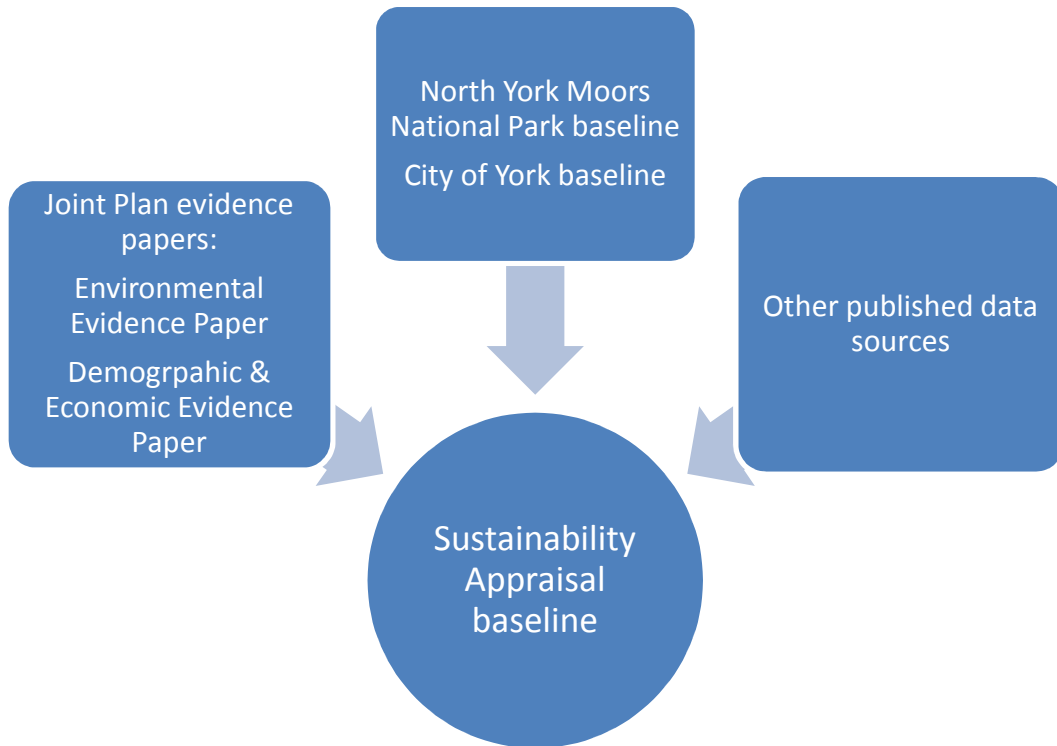 North York Moors
National Park baseline
City of York baseline
Joint Plan evidence
papers:
Environmental
Evidence Paper
Demogrpahic &
Economic Evidence
Paper
Other published data
sources
Sustainability
Appraisal
baseline